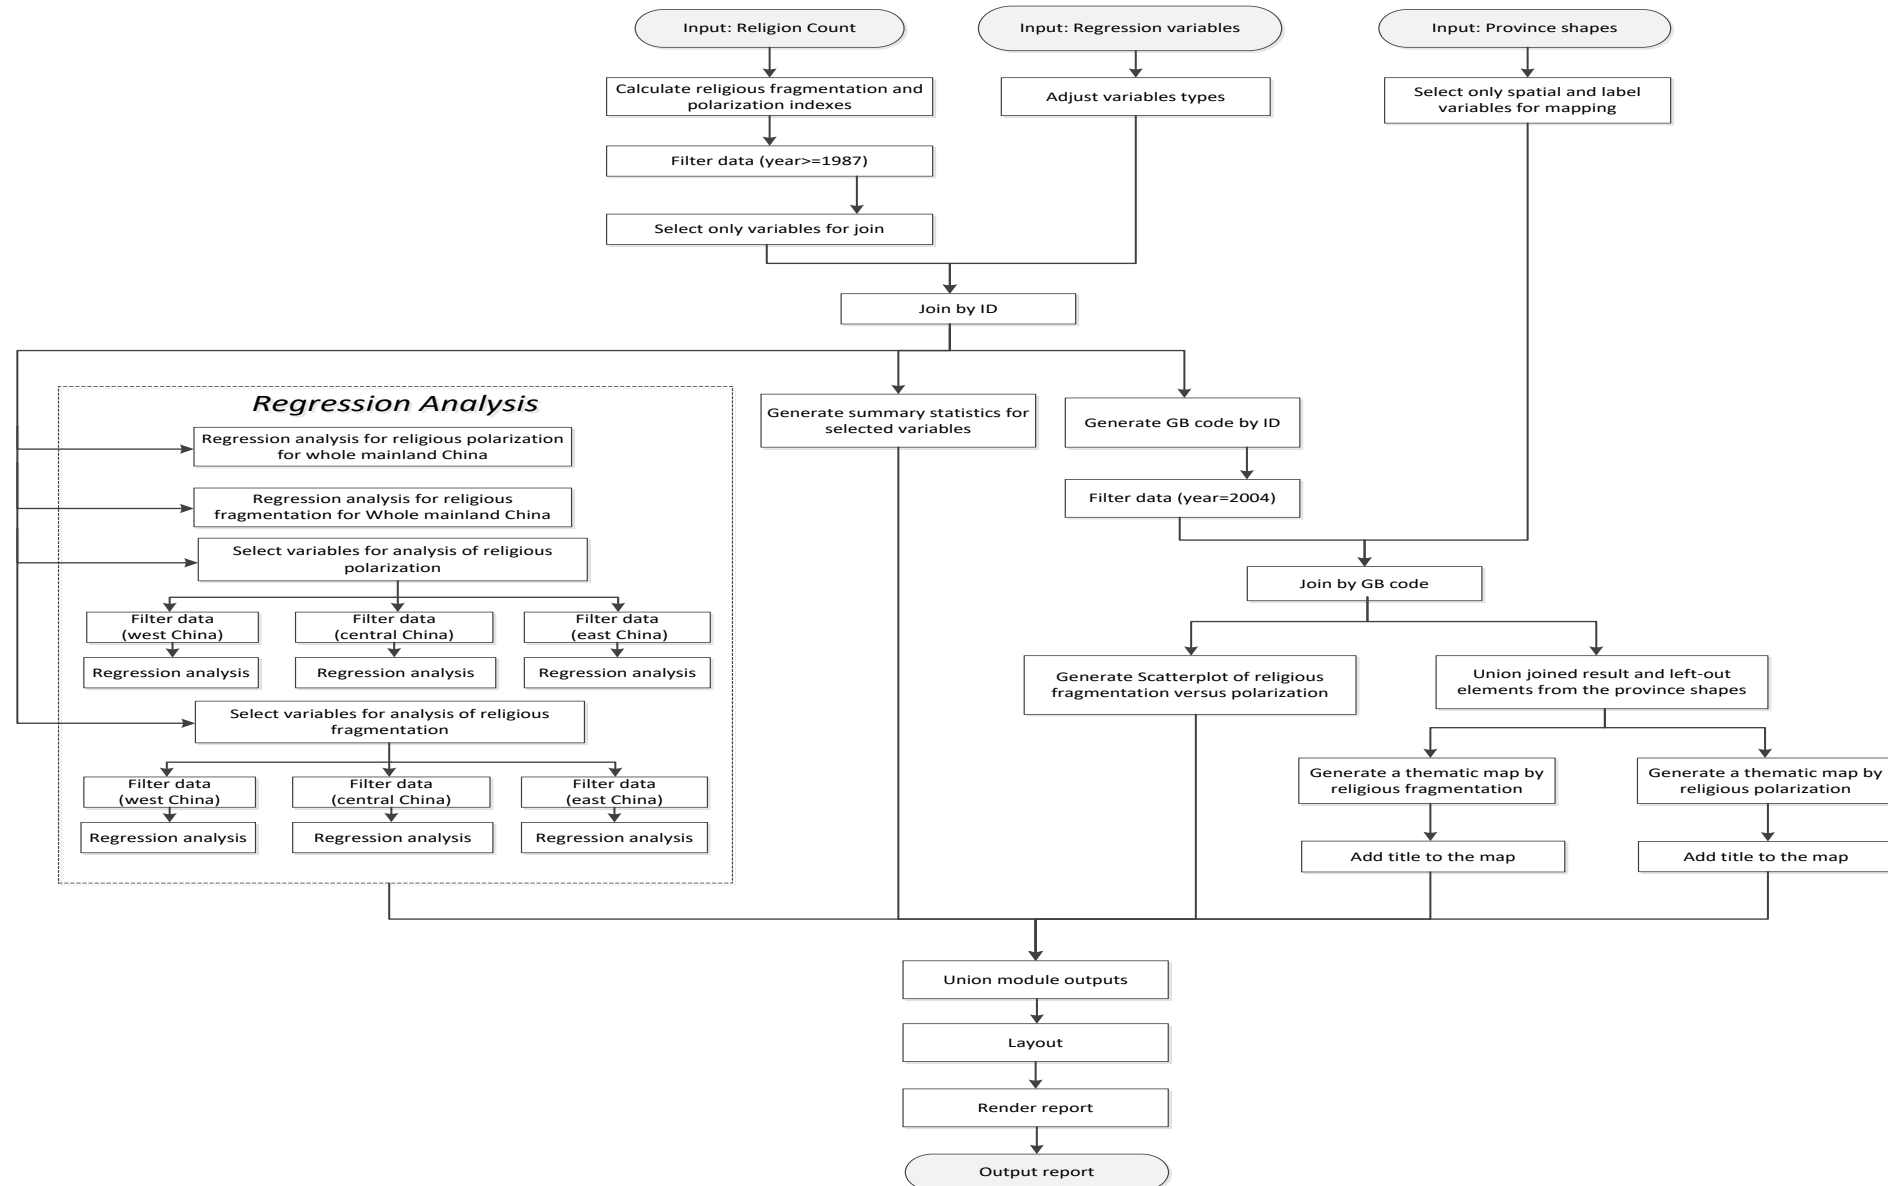 Input: Religion Count
Input: Regression variables
Input: Province shapes
Calculate religious fragmentation and
polarization indexes
Adjust variables types
Select only spatial and label
variables for mapping
Filter data (year>=1987)
Select only variables for join
Join by ID
Regression Analysis
Regression analysis for religious polarization
for whole mainland China
Regression analysis for religious
fragmentation for Whole mainland China
Select variables for analysis of religious
polarization
Filter data
(west China)
Filter data
(central China)
Filter data
(east China)
Regression analysis
Regression analysis
Regression analysis
Select variables for analysis of religious
fragmentation
Filter data
(west China)
Filter data
(central China)
Filter data
(east China)
Regression analysis
Regression analysis
Regression analysis
Generate summary statistics for
selected variables
Generate GB code by ID
Filter data (year=2004)
Join by GB code
Generate Scatterplot of religious
fragmentation versus polarization
Union joined result and left-out
elements from the province shapes
Generate a thematic map by
religious fragmentation
Generate a thematic map by
religious polarization
Add title to the map
Add title to the map
Union module outputs
Layout
Render report
Output report